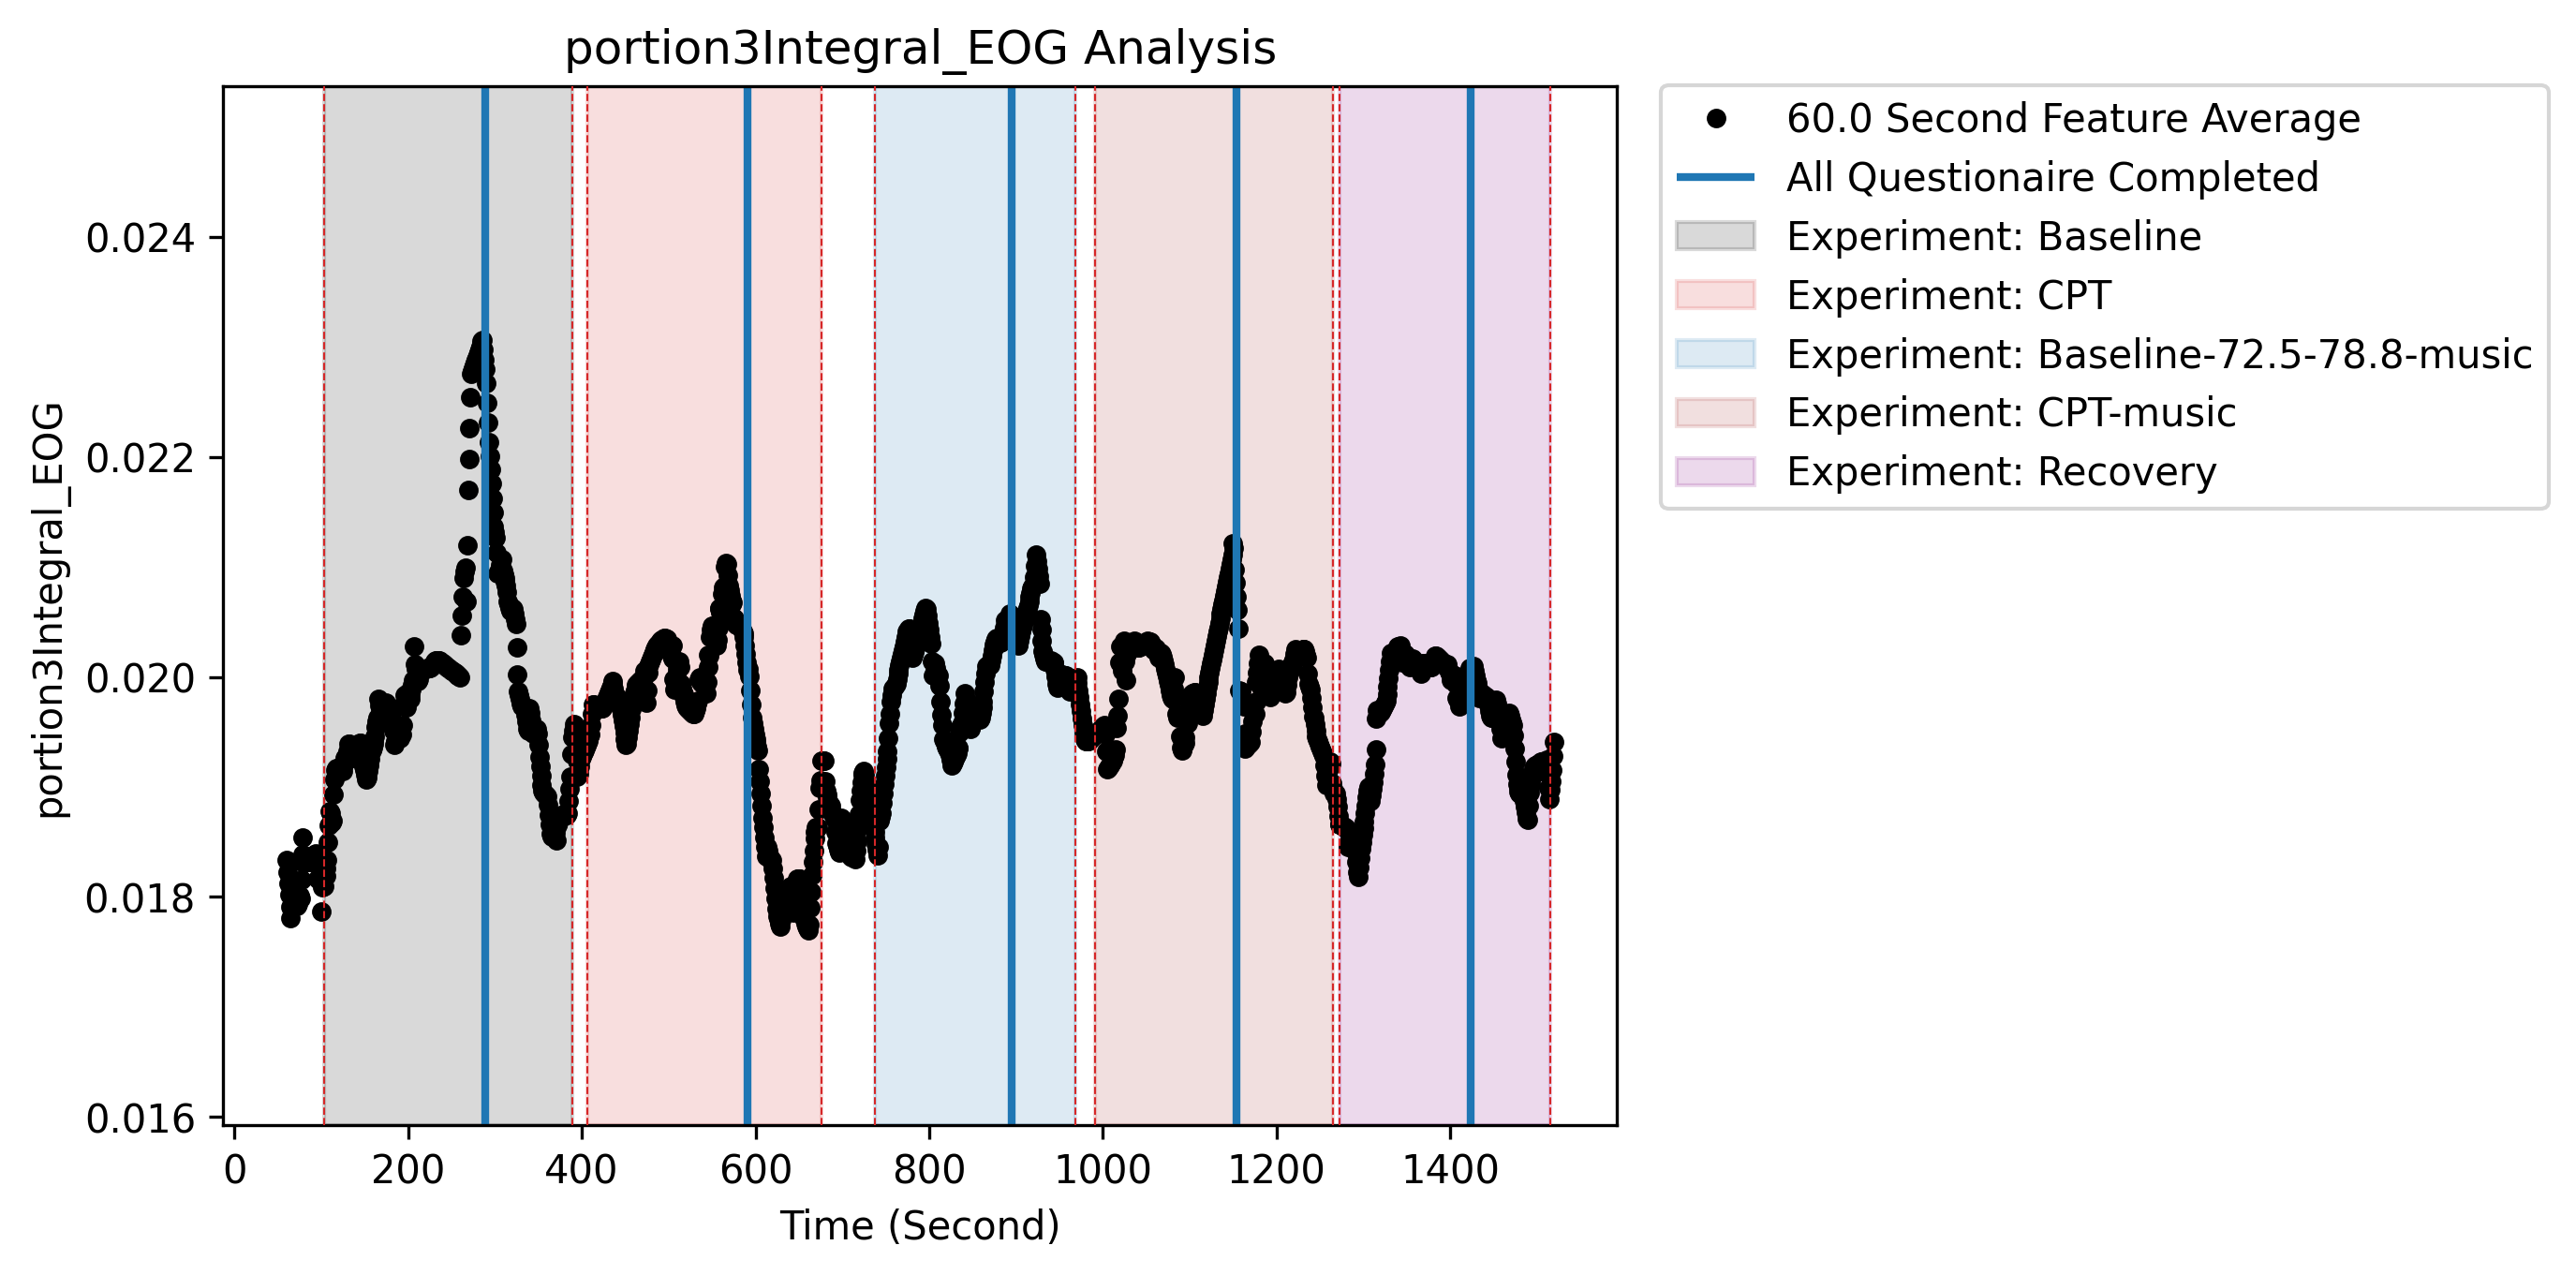 portion3Integral_EOG Analysis
60.0 Second Feature Average
All Questionaire Completed
Experiment: Baseline
Experiment: CPT
Experiment: Baseline-72.5-78.8-music
Experiment: CPT-music
Experiment: Recovery
portion3Integral_EOG
0.024
0.022
0.020
0.018
0.016
0 200 400 600 800 1000 1200 1400
Time (Second)